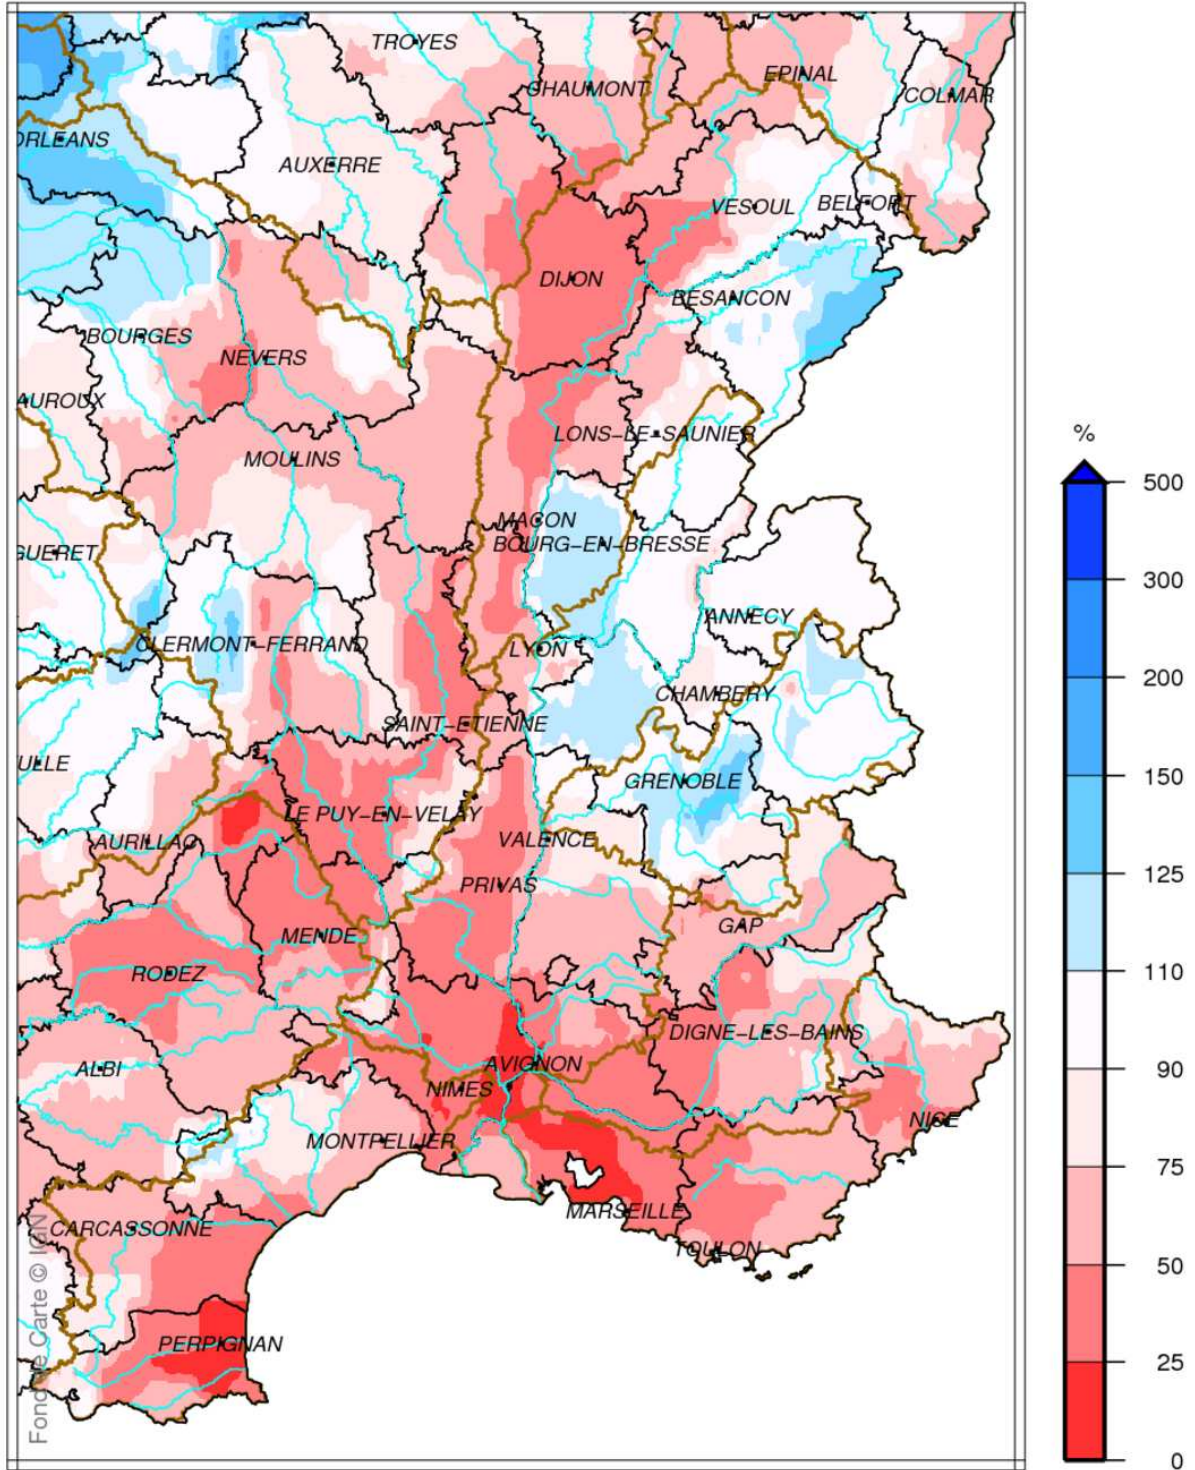 TROYES
EPINAL
CHAUMONT
COLMAR
ORLEANS
AUXERRE
VESOUL
BELFORT
DIJON
BESANCON
BOURGES
NEVERS
AUROUX
LONS-LE-SAUNIER
%
MOULINS
500
MACON
BOURG-EN-BRESSE
GUERET
300
ANNECY
CLERMONT-FERRAND
LYON
200
CHAMBERY
SAINT-ETIENNE
ULLE
GRENOBLE
150
LE PUY-EN-VELAY
AURILLAC
VALENCE
125
PRIVAS
GAP
MENDE
RODEZ
110
DIGNE-LES-BAINS
AVIGNON
ALBI
90
NIMES
NICE
MONTPELLIER
75
MARSEILLE
CARCASSONNE
TOULON
50
PERPIGNAN
25
Fond de Carte © IGN
0